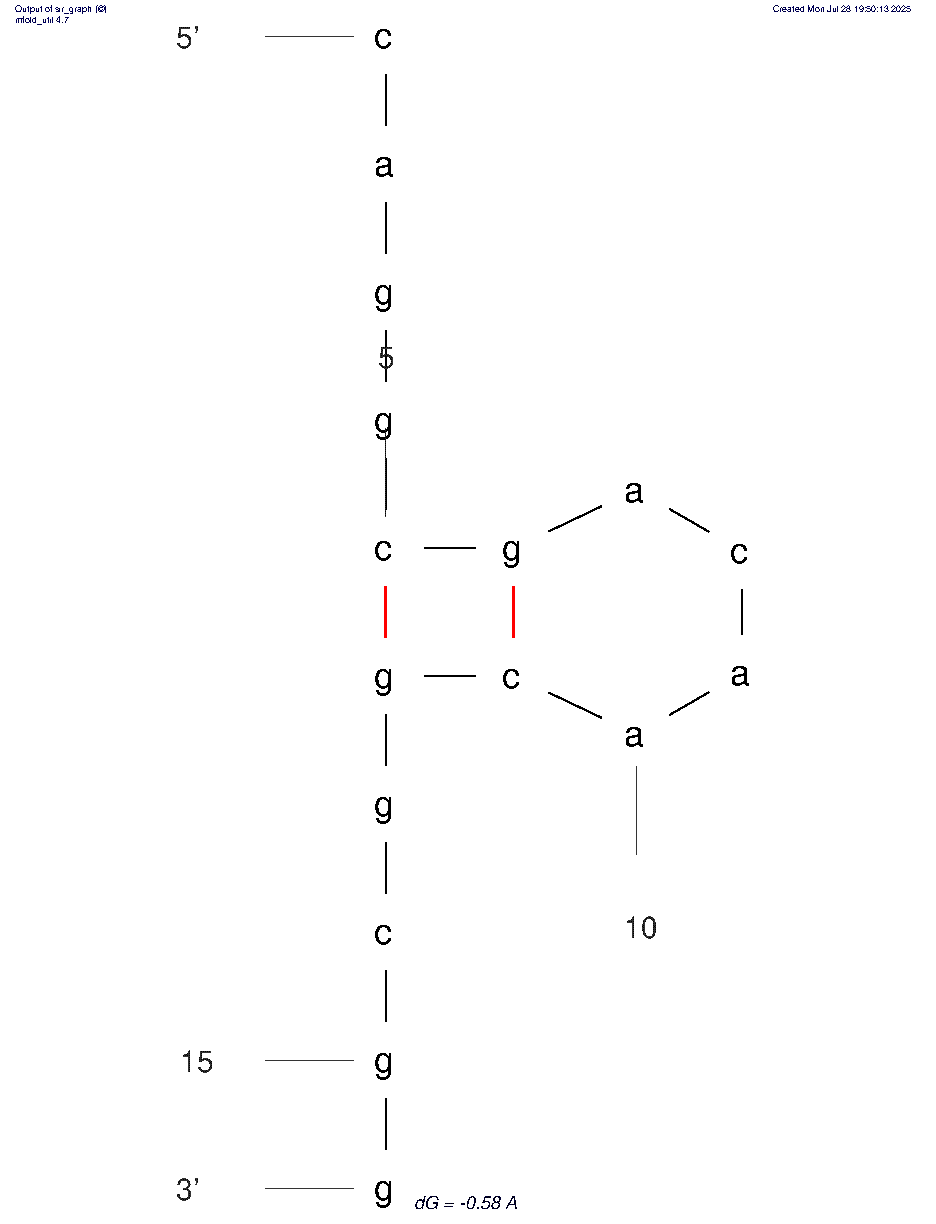 Output of sir_graph (©)
mfold_util 4.7
Created Mon Jul 28 19:50:13 2025
5’ c
a
g
5
g
a
c g c
g c a
a
g
10
c
15 g
3’ g dG = -0.58 A